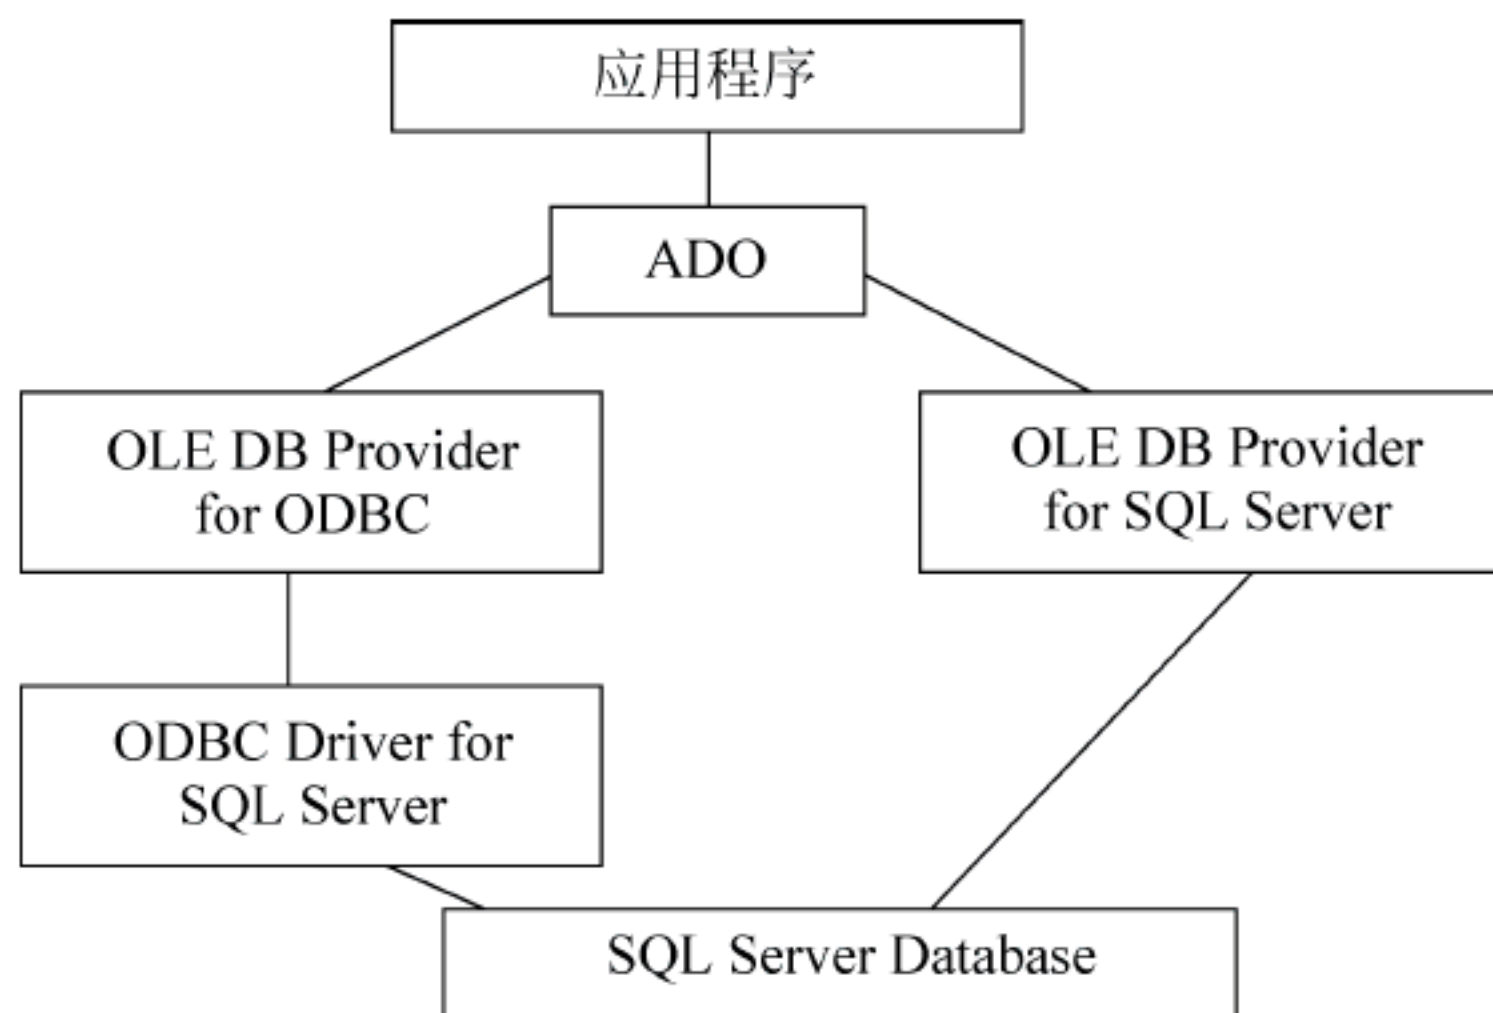 应用程序
ADO
OLE DB Provider
for ODBC
OLE DB Provider
for SQL Server
ODBC Driver for
SQL Server
SQL Server Database